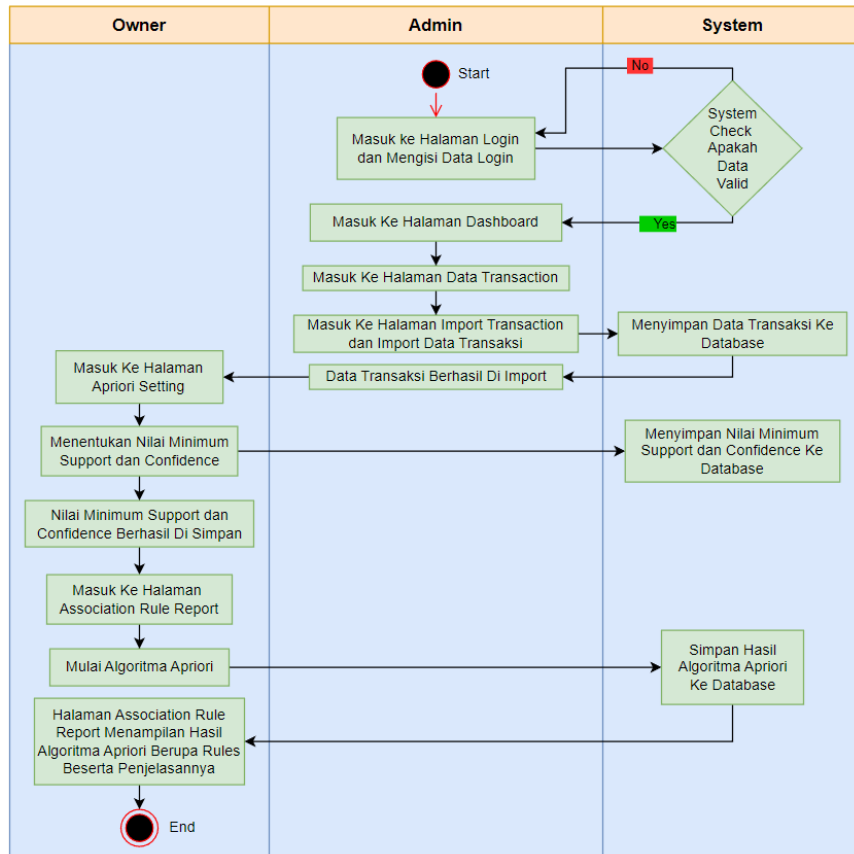 Owner
Admin
System
Start
No
Masuk ke Halaman Login
dan Mengisi Data Login
System
Check
Apakah
Data
Valid
Masuk Ke Halaman Dashboard
Yes
Masuk Ke Halaman Data Transaction
Masuk Ke Halaman Import Transaction
dan Import Data Transaksi
Menyimpan Data Transaksi Ke
Database
Masuk Ke Halaman
Apriori Setting
Data Transaksi Berhasil Di Import
Menentukan Nilai Minimum
Support dan Confidence
Menyimpan Nilai Minimum
Support dan Confidence Ke
Database
Nilai Minimum Support dan
Confidence Berhasil Di Simpan
Masuk Ke Halaman
Association Rule Report
Mulai Algoritma Apriori
Simpan Hasil
Algoritma Apriori
Ke Database
Halaman Association Rule
Report Menampilan Hasil
Algoritma Apriori Berupa Rules
Beserta Penjelasannya
End